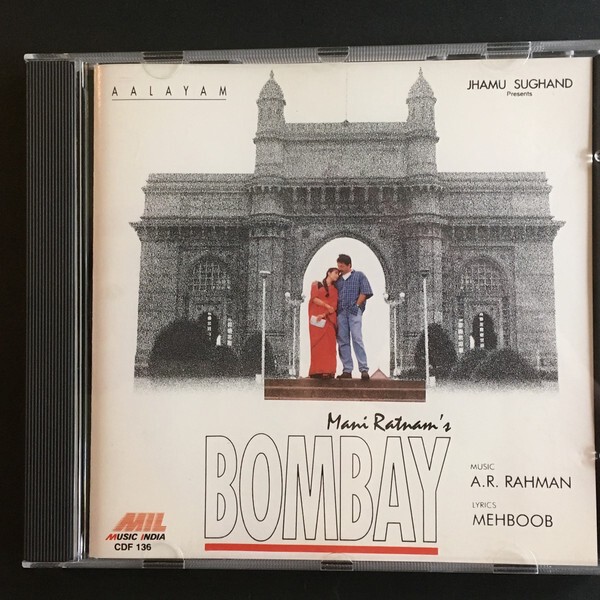 AALAYAM
JHAMU SUGHAND
Presents
Mani Ratnam's
BOMBAY
MUSIC
A.R. RAHMAN
LYRICS
MEHBOOB
MIL
MUSIC INDIA
CDF 136